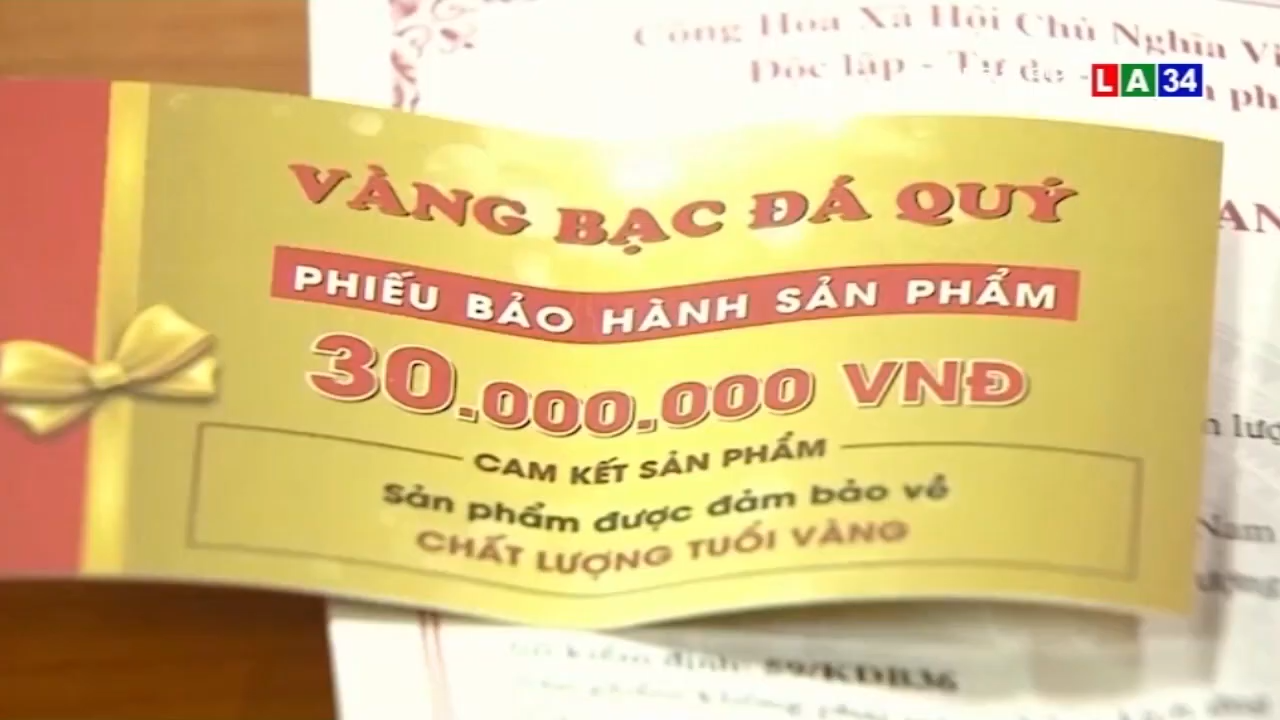 Cộng Hòa Xã Hội Chủ Nghĩa
Độc lập - Tự do -
LA34
VÀNG BẠC ĐÁ QUÝ
PHIẾU BẢO HÀNH SẢN PHẨM
30.000.000 VNĐ
CAM KẾT SẢN PHẨM
Sản phẩm được đảm bảo về
CHẤT LƯỢNG TUỔI VÀNG
Nam